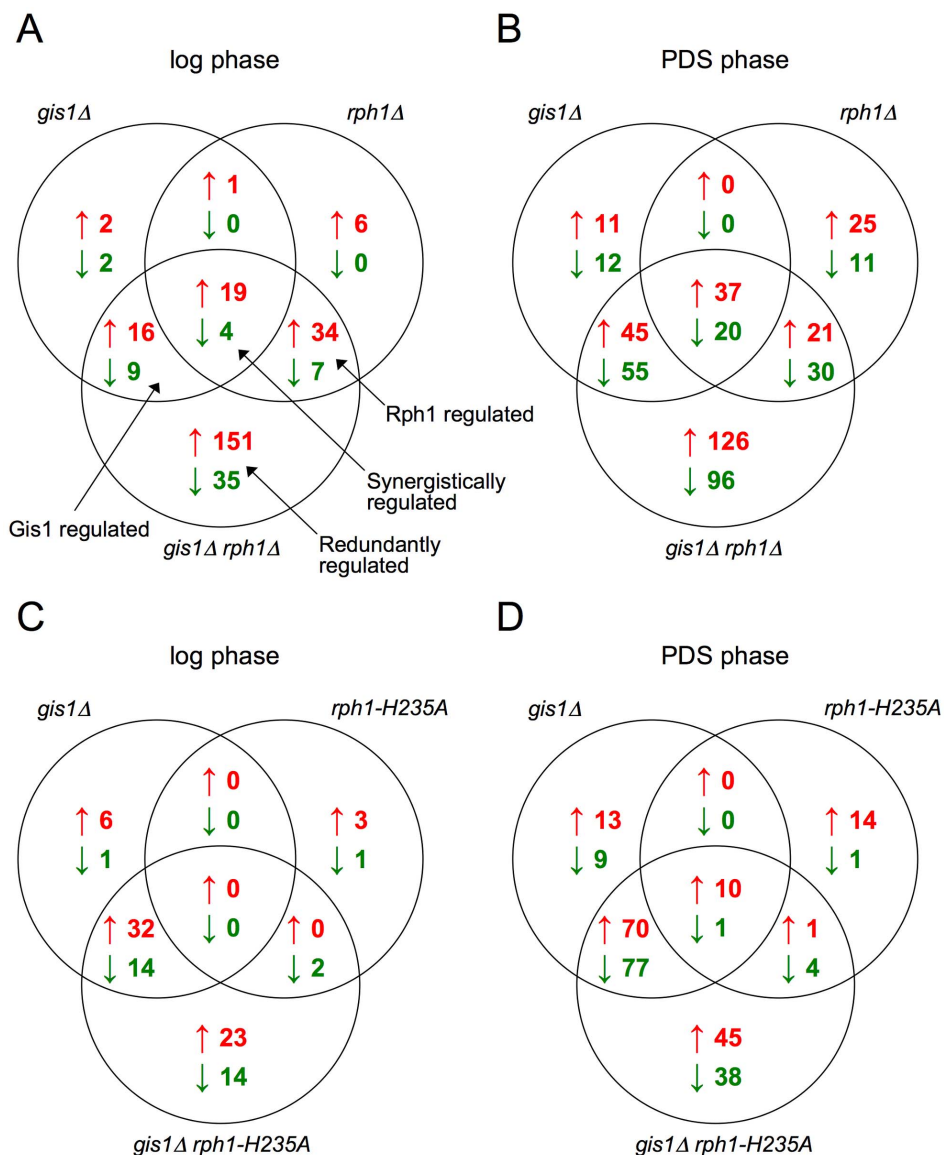 A
log phase
gis1Δ
rph1Δ
↑ 1
↓ 0
↑ 2
↓ 2
↑ 6
↓ 0
↑ 19
↓ 4
↑ 16
↓ 9
↑ 34
↓ 7
↑ 151
↓ 35
Rph1 regulated
Synergistically
regulated
Gis1 regulated
Redundantly
regulated
gis1Δ rph1Δ
B
PDS phase
gis1Δ
rph1Δ
↑ 0
↓ 0
↑ 11
↓ 12
↑ 25
↓ 11
↑ 37
↓ 20
↑ 45
↓ 55
↑ 21
↓ 30
↑ 126
↓ 96
gis1Δ rph1Δ
C
log phase
gis1Δ
rph1-H235A
↑ 0
↓ 0
↑ 6
↓ 1
↑ 3
↓ 1
↑ 0
↓ 0
↑ 32
↓ 14
↑ 0
↓ 2
↑ 23
↓ 14
gis1Δ rph1-H235A
D
PDS phase
gis1Δ
rph1-H235A
↑ 0
↓ 0
↑ 13
↓ 9
↑ 14
↓ 1
↑ 10
↓ 1
↑ 70
↓ 77
↑ 1
↓ 4
↑ 45
↓ 38
gis1Δ rph1-H235A